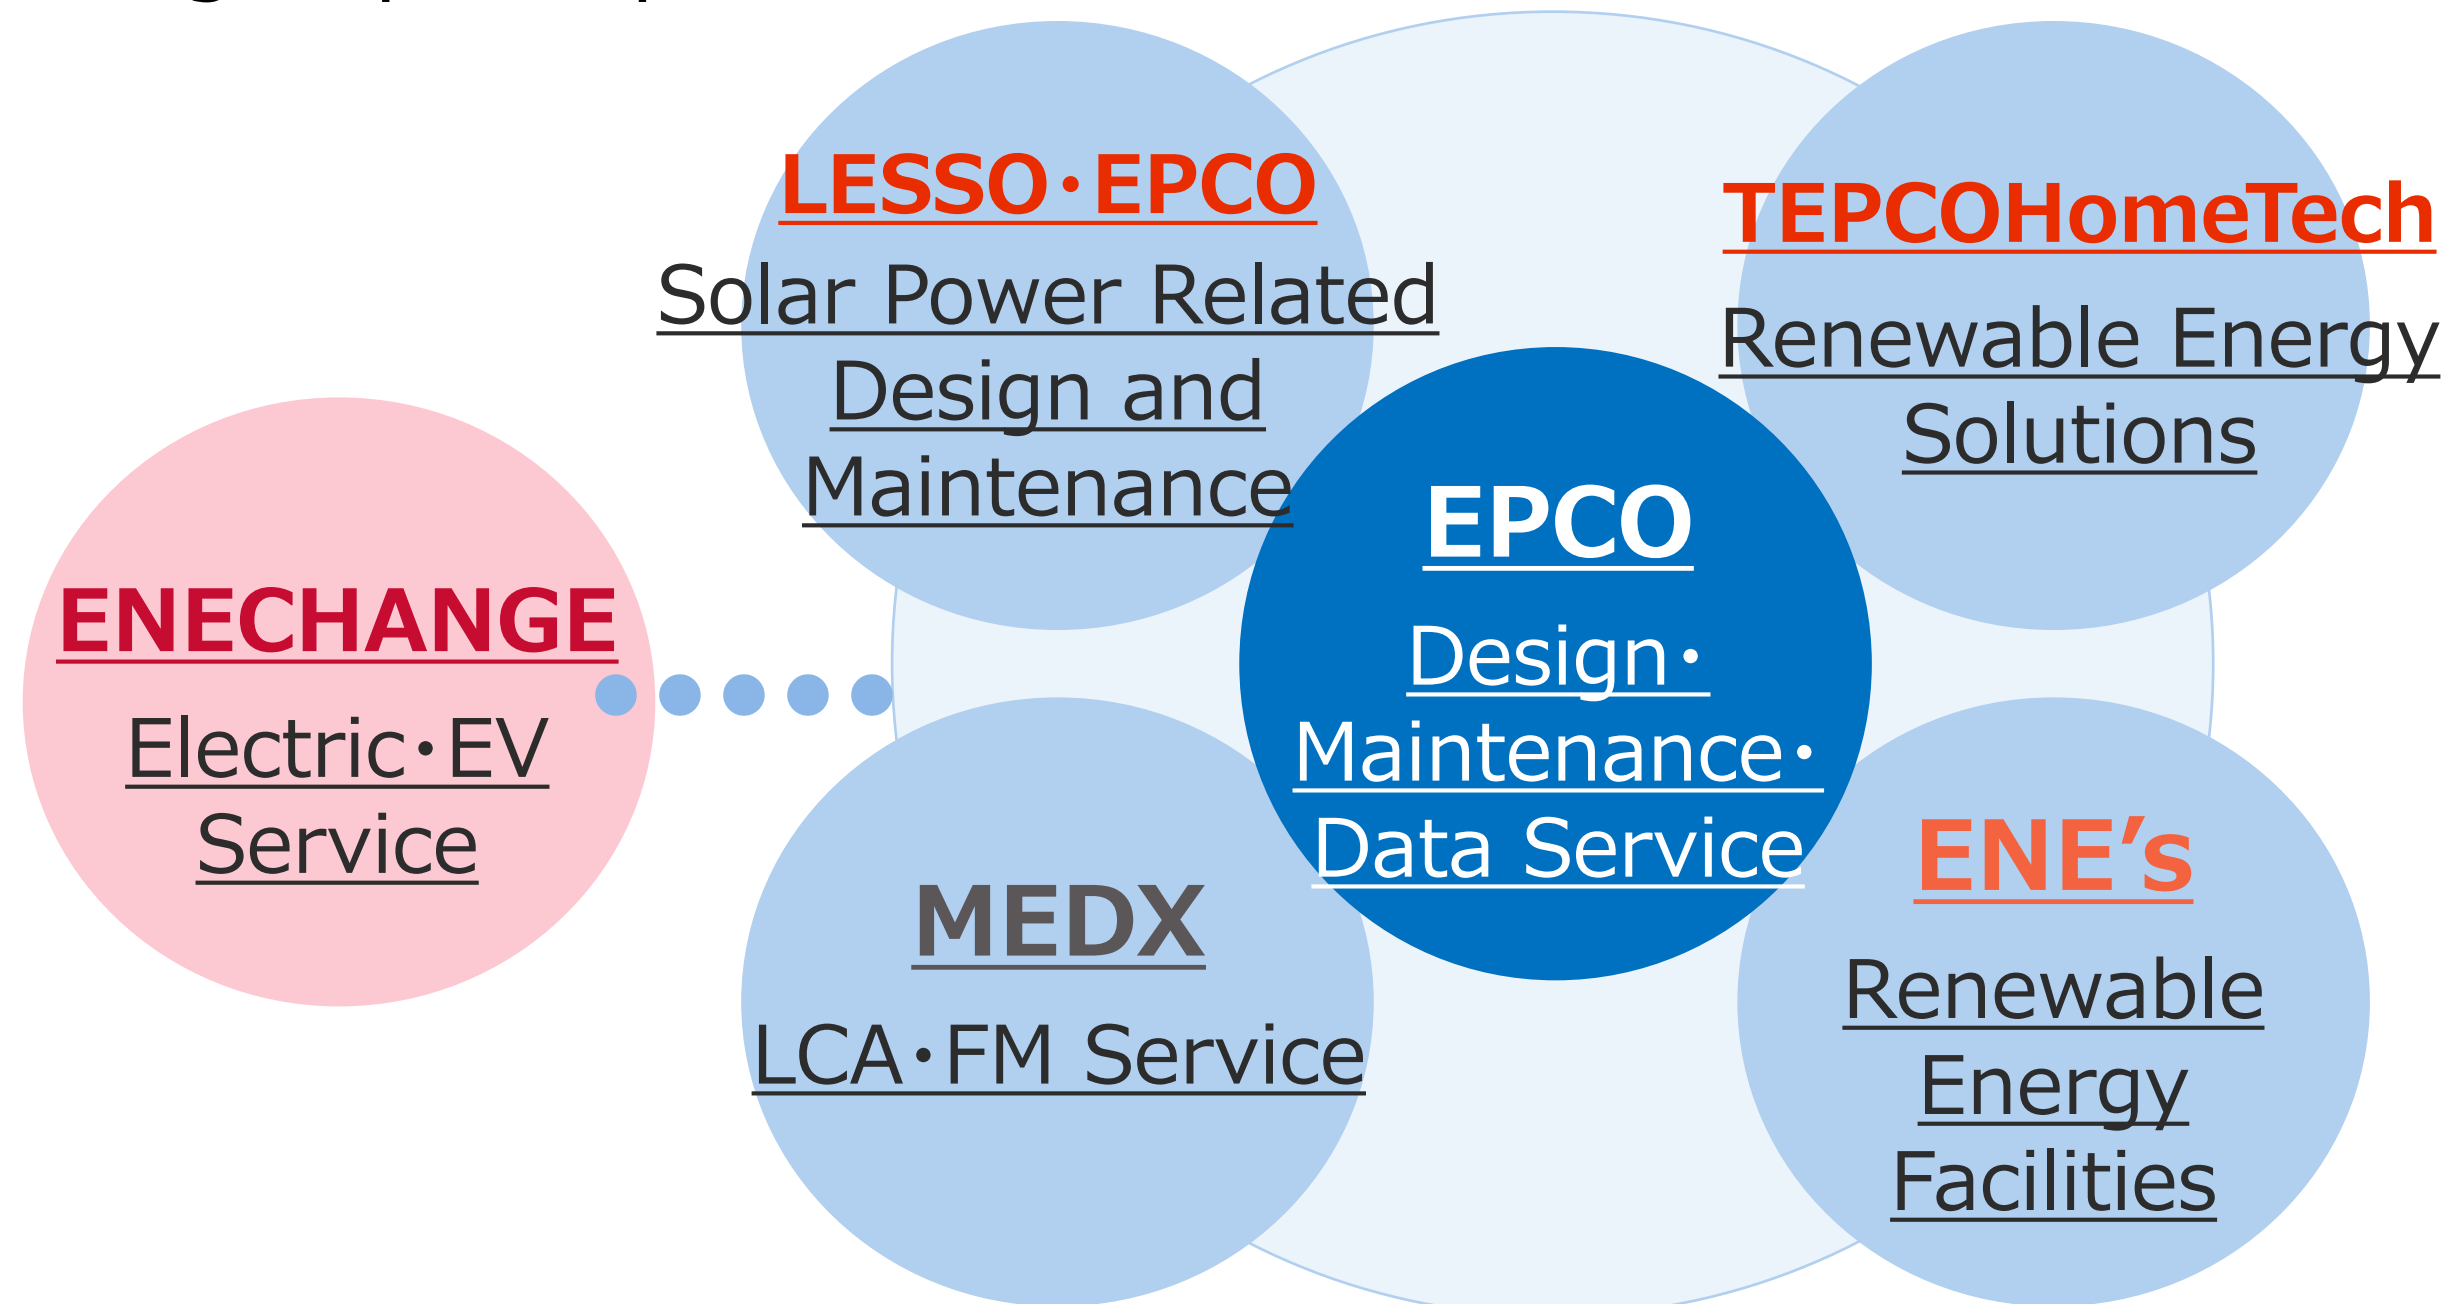 LESSO・EPCO
Solar Power Related
Design and
Maintenance
TEPCOHomeTech
Renewable Energy
Solutions
EPCO
Design・
Maintenance・
Data Service
ENECHANGE
Electric・EV
Service
MEDX
LCA・FM Service
ENE’s
Renewable
Energy
Facilities